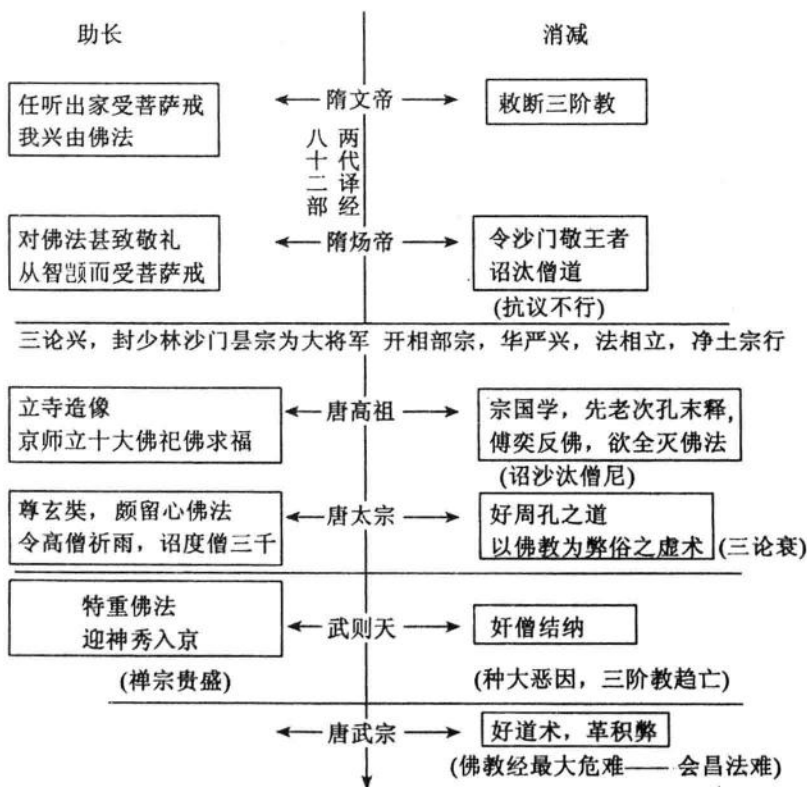 助长
消减
任听出家受菩萨戒
我兴由佛法
隋文帝
敕断三阶教
两代译经
八十二部
对佛法甚致敬礼
从智顗而受菩萨戒
隋炀帝
令沙门敬王者
诏汰僧道
(抗议不行)
三论兴，封少林沙门昙宗为大将军 开相部宗，华严兴，法相立，净土宗行
立寺造像
京师立十大佛祀佛求福
唐高祖
宗国学，先老次孔末释，
傅奕反佛，欲全灭佛法
(诏沙汰僧尼)
尊玄奘，颇留心佛法
令高僧祈雨，诏度僧三千
唐太宗
好周孔之道
以佛教为弊俗之虚术
(三论衰)
特重佛法
迎神秀入京
(禅宗贵盛)
武则天
奸僧结纳
(种大恶因，三阶教趋亡)
唐武宗
好道术，革积弊
(佛教经最大危难—— 会昌法难)